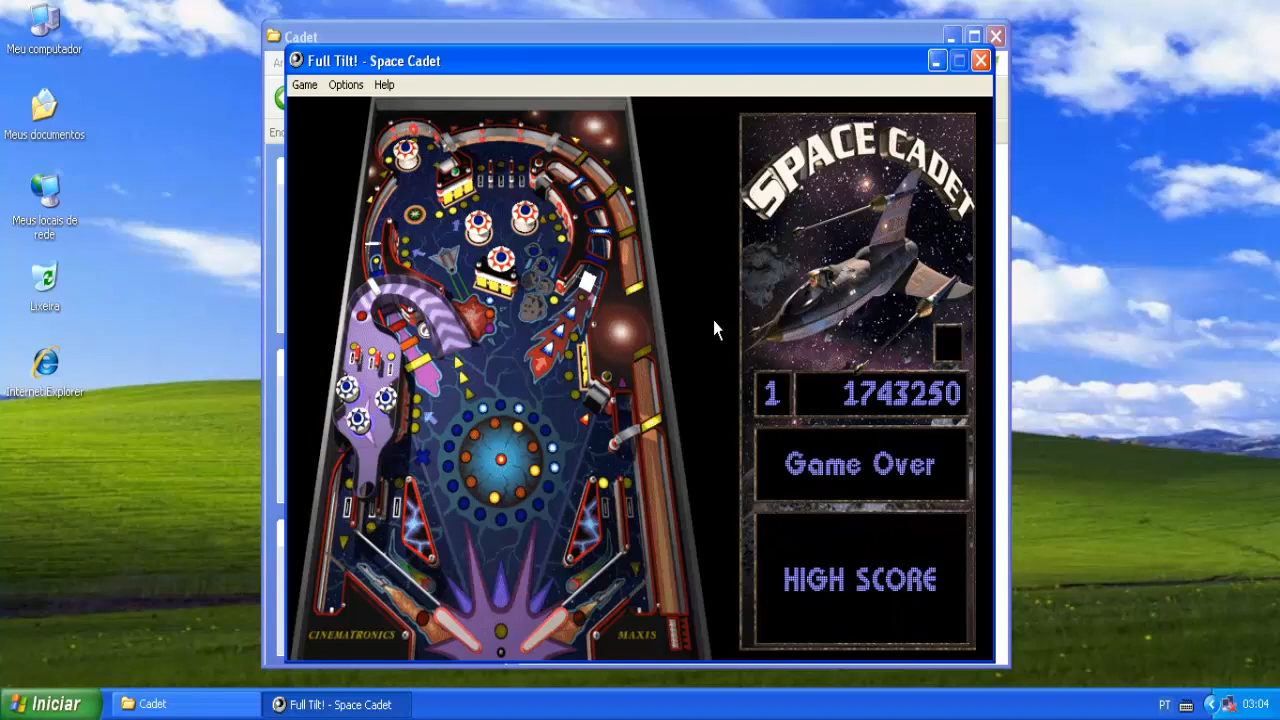 Meu computador
Meus documentos
Meus locais de
rede
Lixeira
Internet Explorer
Cadet
Full Tilt! - Space Cadet
Game Options Help
SPACE CADET
1 1743250
Game Over
HIGH SCORE
CINEMATRONICS
MAXIS
Iniciar
Cadet
Full Tilt! - Space Cadet
PT
03:04